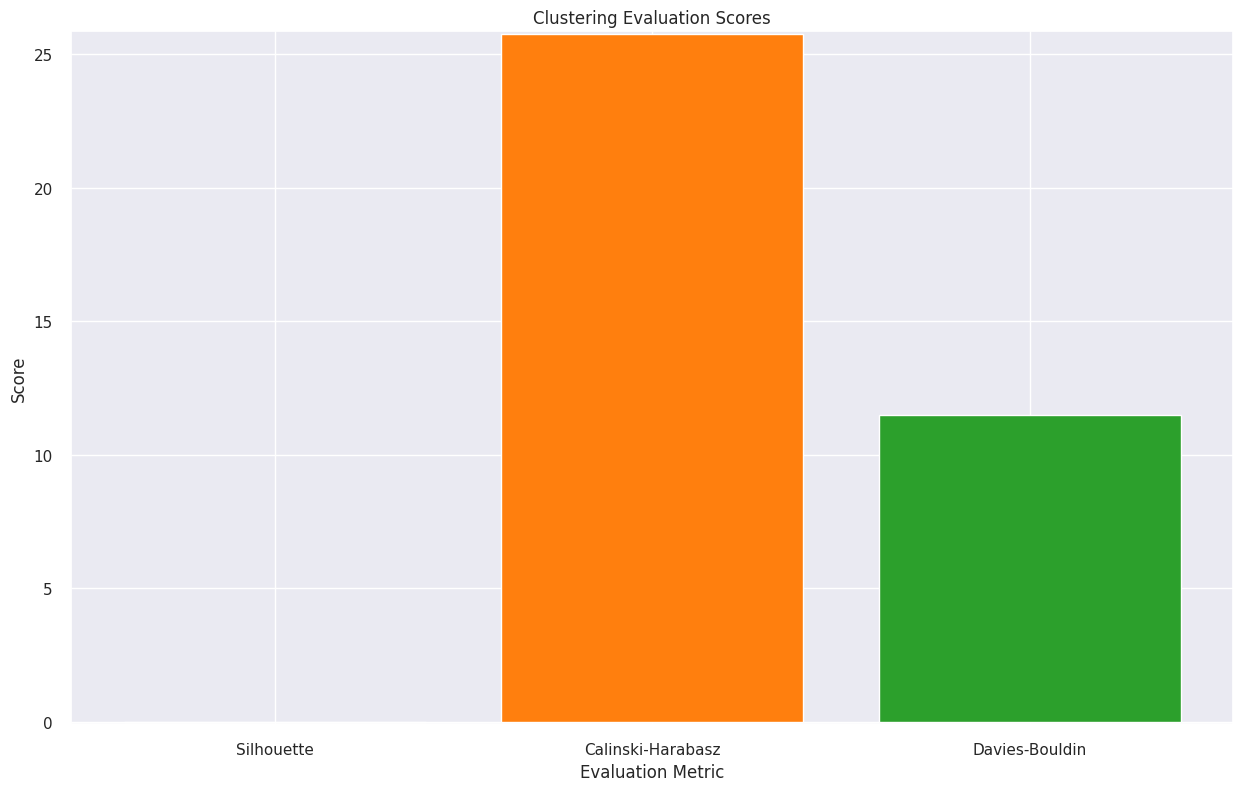 Clustering Evaluation Scores
25
20
15
10
5
0
Score
Silhouette
Calinski-Harabasz
Davies-Bouldin
Evaluation Metric